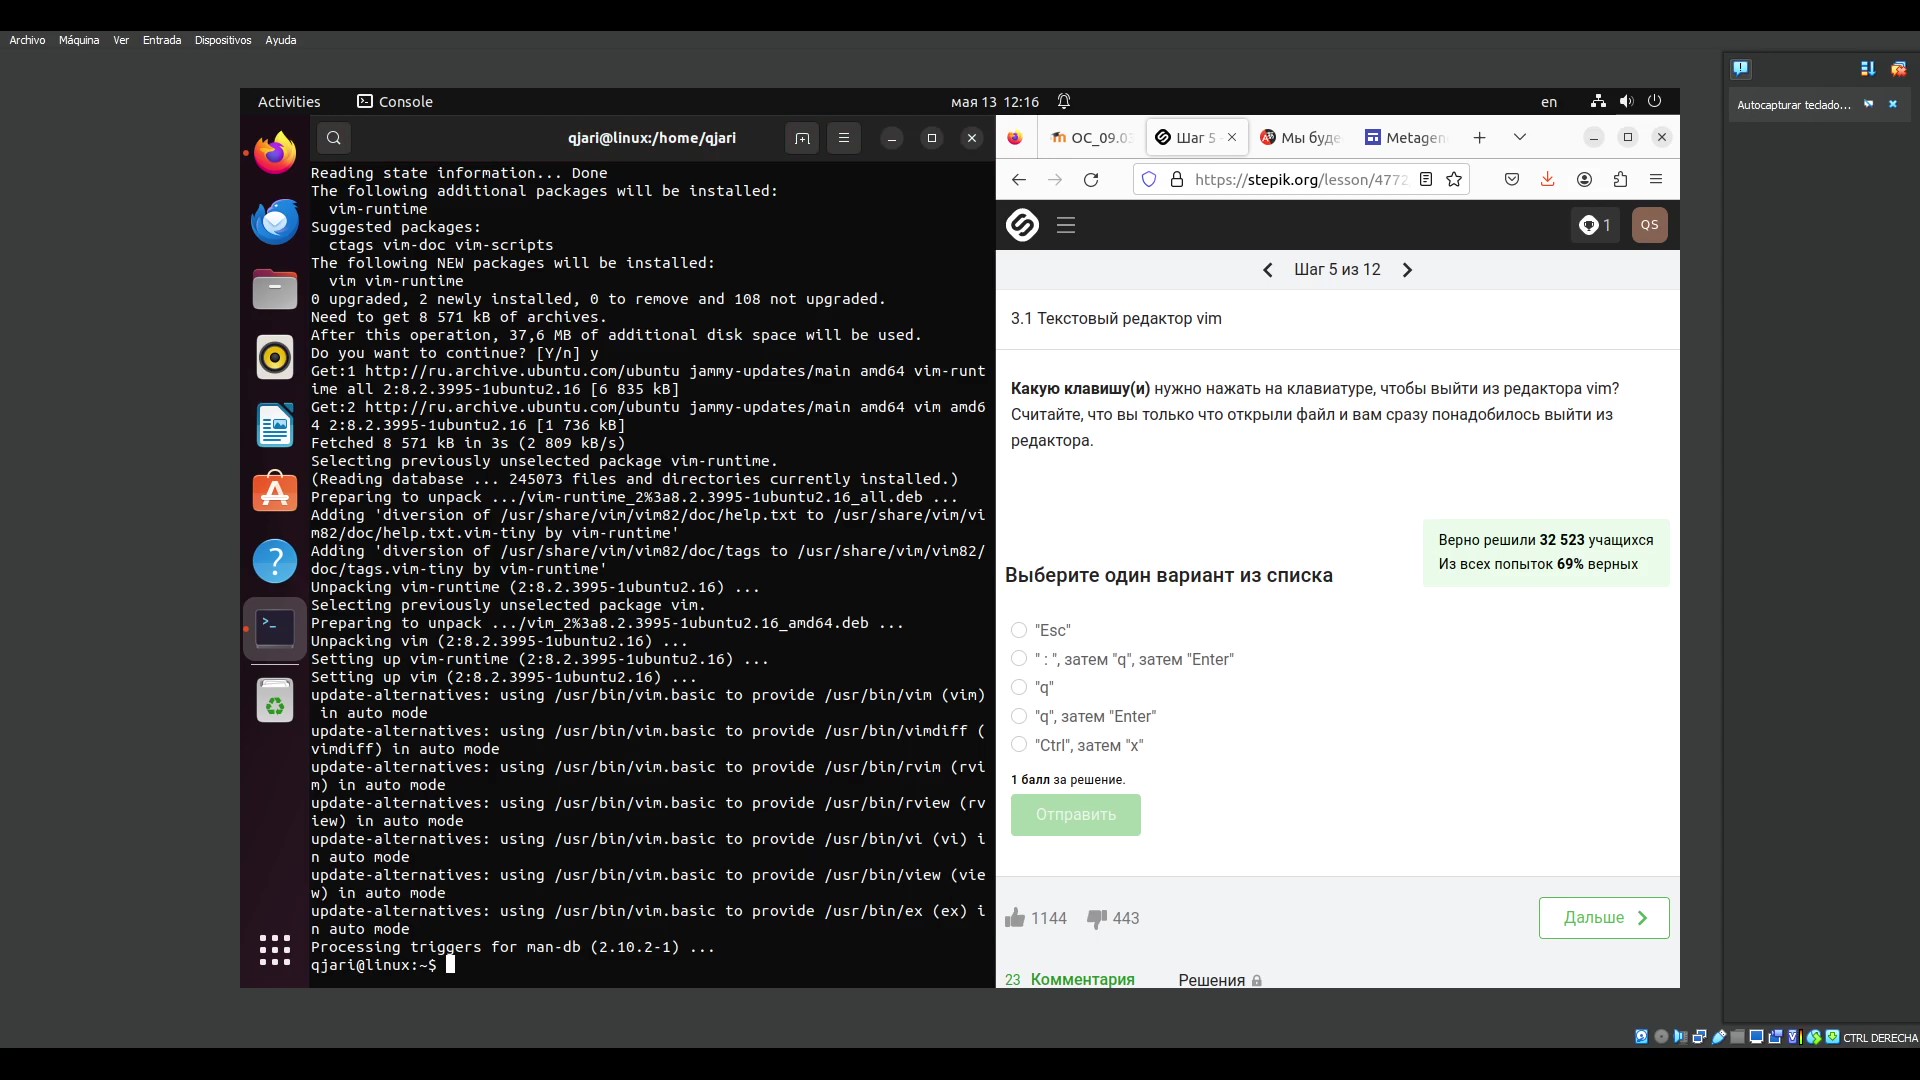 Archivo Máquina Ver Entrada Dispositivos Ayuda
Autocapturar teclado...
Activities Console мая 13 12:16 en
qjari@linux:/home/qjari
Reading state information... Done
The following additional packages will be installed:
vim-runtime
Suggested packages:
ctags vim-doc vim-scripts
The following NEW packages will be installed:
vim vim-runtime
0 upgraded, 2 newly installed, 0 to remove and 108 not upgraded.
Need to get 8 571 kB of archives.
After this operation, 37,6 MB of additional disk space will be used.
Do you want to continue? [Y/n] y
Get:1 http://ru.archive.ubuntu.com/ubuntu jammy-updates/main amd64 vim-runt
ime all 2:8.2.3995-1ubuntu2.16 [6 835 kB]
Get:2 http://ru.archive.ubuntu.com/ubuntu jammy-updates/main amd64 vim amd6
4 2:8.2.3995-1ubuntu2.16 [1 736 kB]
Fetched 8 571 kB in 3s (2 809 kB/s)
Selecting previously unselected package vim-runtime.
(Reading database ... 245073 files and directories currently installed.)
Preparing to unpack .../vim-runtime_2%3a8.2.3995-1ubuntu2.16_all.deb ...
Adding 'diversion of /usr/share/vim/vim82/doc/help.txt to /usr/share/vim/vi
m82/doc/help.txt.vim-tiny by vim-runtime'
Adding 'diversion of /usr/share/vim/vim82/doc/tags to /usr/share/vim/vim82/
doc/tags.vim-tiny by vim-runtime'
Unpacking vim-runtime (2:8.2.3995-1ubuntu2.16) ...
Selecting previously unselected package vim.
Preparing to unpack .../vim_2%3a8.2.3995-1ubuntu2.16_amd64.deb ...
Unpacking vim (2:8.2.3995-1ubuntu2.16) ...
Setting up vim-runtime (2:8.2.3995-1ubuntu2.16) ...
Setting up vim (2:8.2.3995-1ubuntu2.16) ...
update-alternatives: using /usr/bin/vim.basic to provide /usr/bin/vim (vim)
in auto mode
update-alternatives: using /usr/bin/vim.basic to provide /usr/bin/vimdiff (
vimdiff) in auto mode
update-alternatives: using /usr/bin/vim.basic to provide /usr/bin/rvim (rvi
m) in auto mode
update-alternatives: using /usr/bin/vim.basic to provide /usr/bin/rview (rv
iew) in auto mode
update-alternatives: using /usr/bin/vim.basic to provide /usr/bin/vi (vi) i
n auto mode
update-alternatives: using /usr/bin/vim.basic to provide /usr/bin/view (vie
w) in auto mode
update-alternatives: using /usr/bin/vim.basic to provide /usr/bin/ex (ex) i
n auto mode
Processing triggers for man-db (2.10.2-1) ...
qjari@linux:~$
ОС_09.03 Шаг 5 Мы буде Metagen
https://stepik.org/lesson/4772
1 QS
Шаг 5 из 12
3.1 Текстовый редактор vim
Какую клавишу(и) нужно нажать на клавиатуре, чтобы выйти из редактора vim?
Считайте, что вы только что открыли файл и вам сразу понадобилось выйти из
редактора.
Верно решили 32 523 учащихся
Из всех попыток 69% верных
Выберите один вариант из списка
"Esc"
" : ", затем "q", затем "Enter"
"q"
"q", затем "Enter"
"Ctrl", затем "x"
1 балл за решение.
Отправить
1144 443
Дальше
23 Комментария Решения
CTRL DERECHA